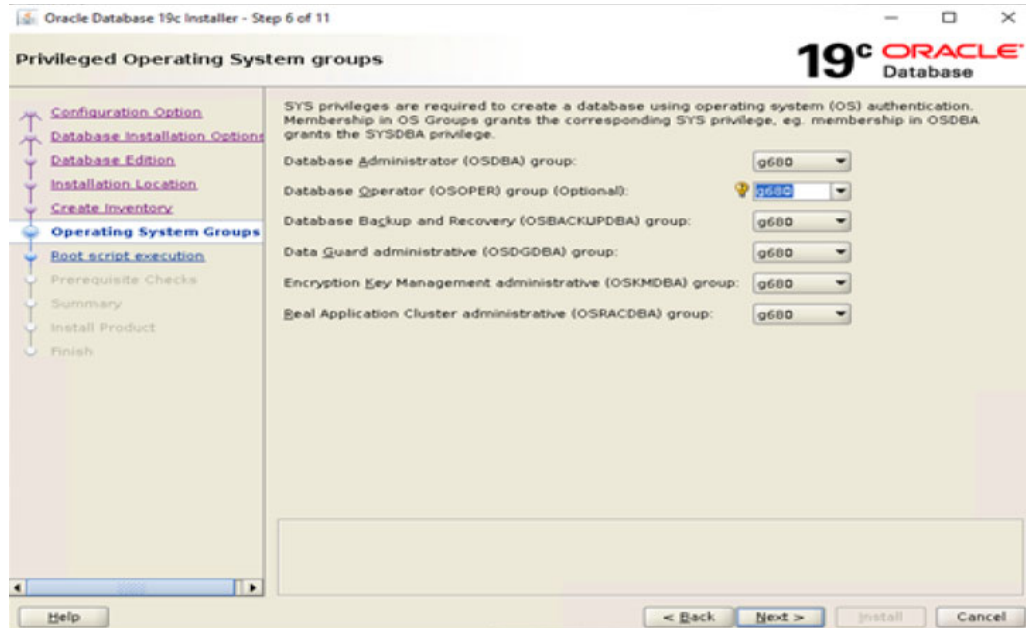 Oracle Database 19c Installer - Step 6 of 11
Privileged Operating System groups
19c ORACLE
Database
Configuration Option
Database Installation Options
Database Edition
Installation Location
Create Inventory
Operating System Groups
Root script execution
Prerequisite Checks
Summary
Install Product
Finish
SYS privileges are required to create a database using operating system (OS) authentication.
Membership in OS Groups grants the corresponding SYS privilege, eg. membership in OSDBA
grants the SYSDBA privilege.
Database Administrator (OSDBA) group: g680
Database Operator (OSOPER) group (Optional): g680
Database Backup and Recovery (OSBACKUPDBA) group: g680
Data Guard administrative (OSDGDBA) group: g680
Encryption Key Management administrative (OSKMDBA) group: g680
Real Application Cluster administrative (OSRACDBA) group: g680
Help
< Back
Next >
Install
Cancel